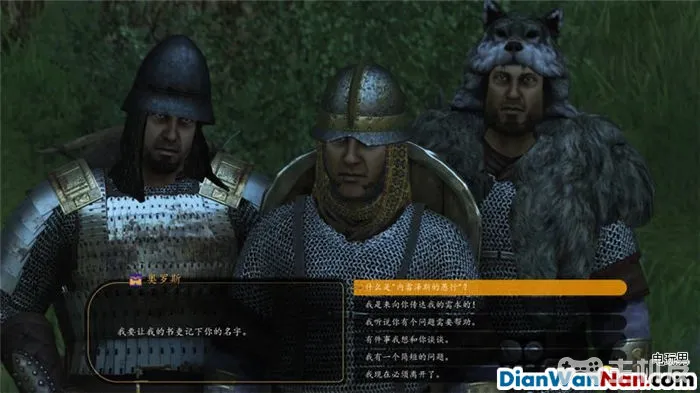 奥罗斯
我要让我的书吏记下你的名字。
什么是"内雷泽斯的愚行"?
我是来向你传达我的需求的!
我听说你有个问题需要帮助。
有件事我想和你谈谈。
我有一个简短的问题。
我现在必须离开了。
电玩男
DianWanNan.com